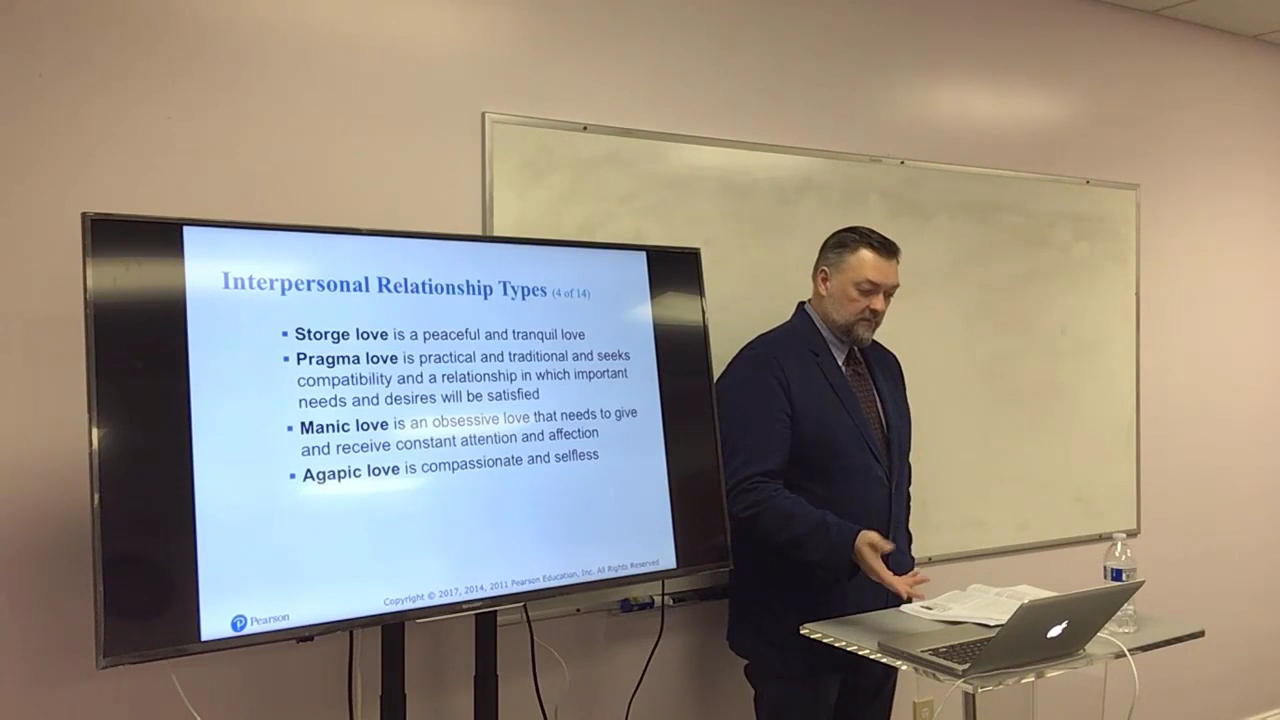 Interpersonal Relationship Types (4 of 14)
▪ Storge love is a peaceful and tranquil love
▪ Pragma love is practical and traditional and seeks
compatibility and a relationship in which important
needs and desires will be satisfied
▪ Manic love is an obsessive love that needs to give
and receive constant attention and affection
▪ Agapic love is compassionate and selfless
Copyright © 2017, 2014, 2011 Pearson Education, Inc. All Rights Reserved
Pearson